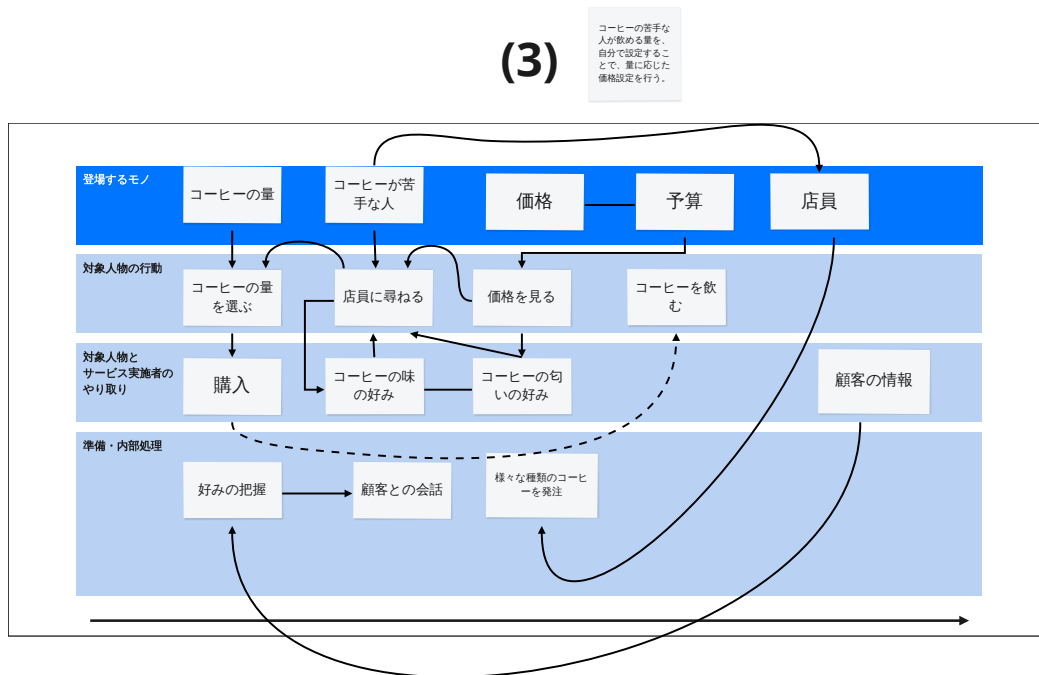 (3)
コーヒーの苦手な
人が飲める量を、
自分で設定するこ
とで、量に応じた
価格設定を行う。
登場するモノ
コーヒーの量
コーヒーが苦
手な人
価格
予算
店員
対象人物の行動
コーヒーの量
を選ぶ
店員に尋ねる
価格を見る
コーヒーを飲
む
対象人物と
サービス実施者の
やり取り
購入
コーヒーの味
の好み
コーヒーの匂
いの好み
顧客の情報
準備・内部処理
好みの把握
顧客との会話
様々な種類のコーヒ
ーを発注